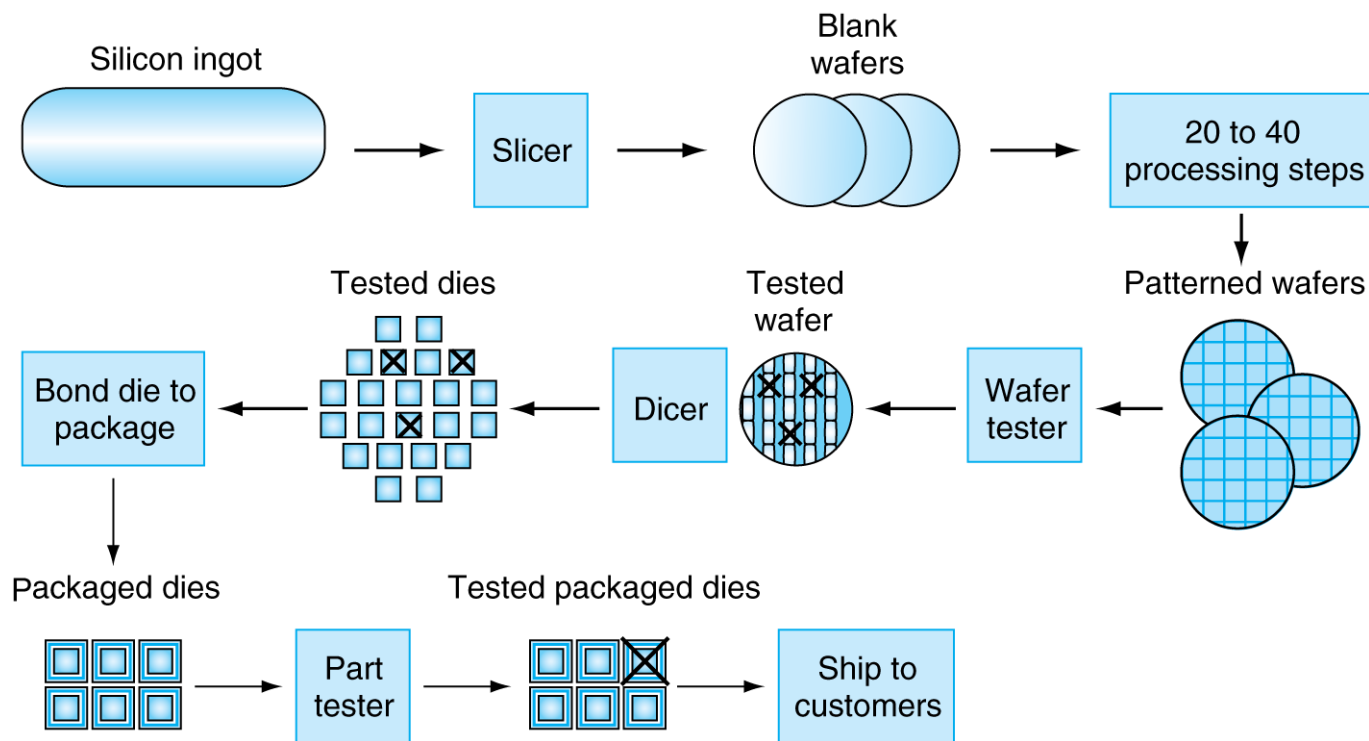 Silicon ingot
Slicer
Blank
wafers
20 to 40
processing steps
Patterned wafers
Wafer
tester
Tested
wafer
Dicer
Tested dies
Bond die to
package
Packaged dies
Part
tester
Tested packaged dies
Ship to
customers